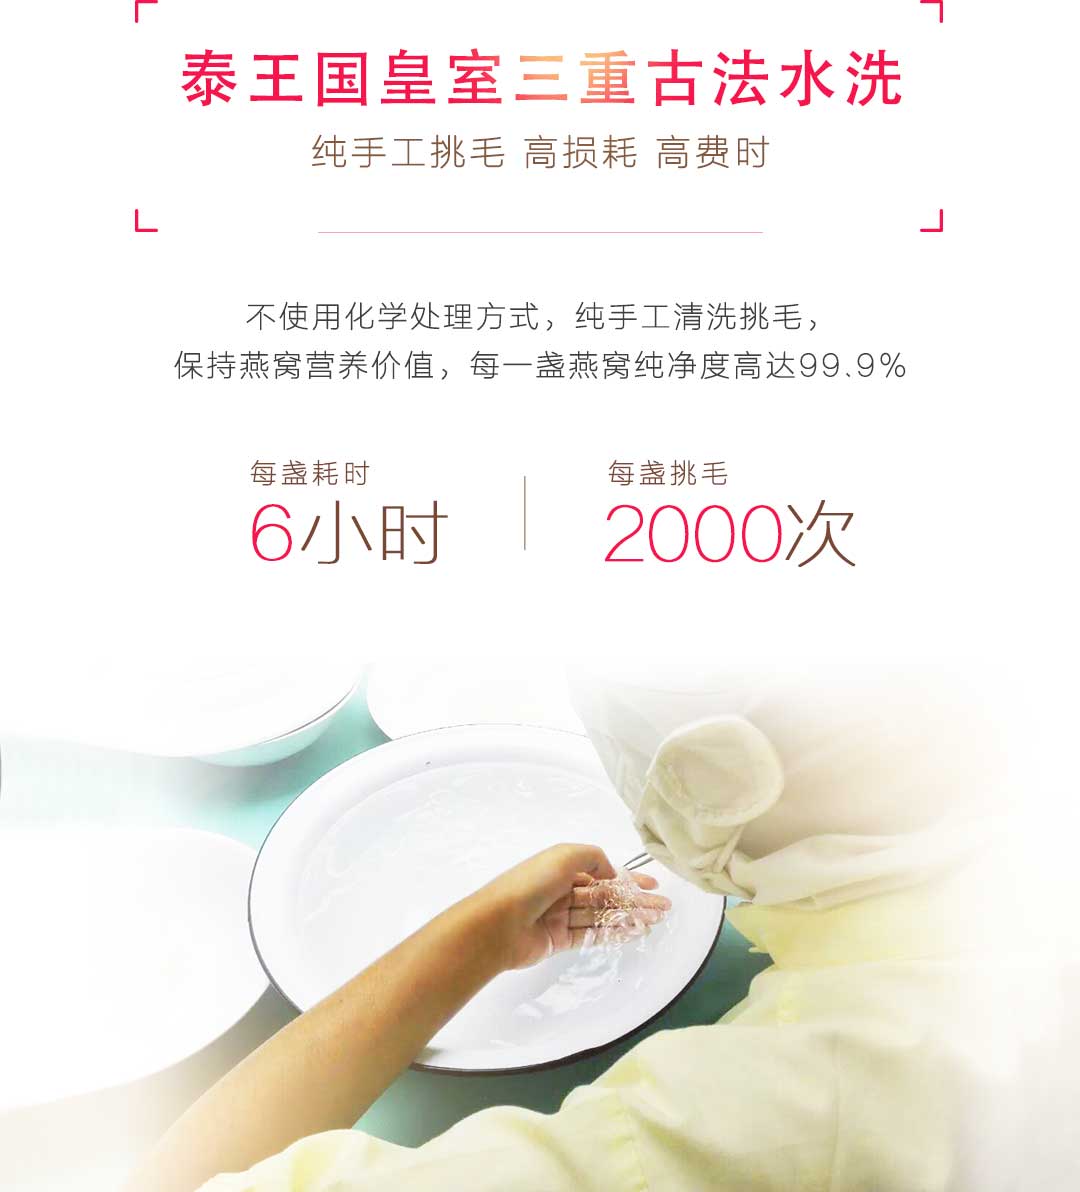 泰王国皇室三重古法水洗
纯手工挑毛 高损耗 高费时
不使用化学处理方式，纯手工清洗挑毛，
保持燕窝营养价值，每一盏燕窝纯净度高达99.9%
每盏耗时
6小时
每盏挑毛
2000次